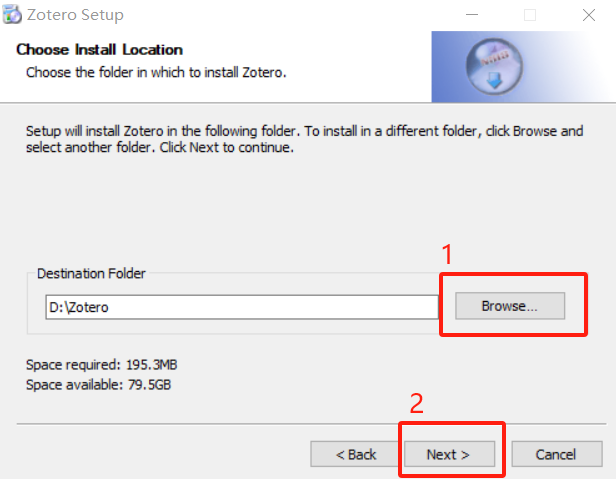 Zotero Setup
Choose Install Location
Choose the folder in which to install Zotero.
Setup will install Zotero in the following folder. To install in a different folder, click Browse and
select another folder. Click Next to continue.
1
Destination Folder
D:\Zotero
Browse...
Space required: 195.3MB
Space available: 79.5GB
2
< Back
Next >
Cancel